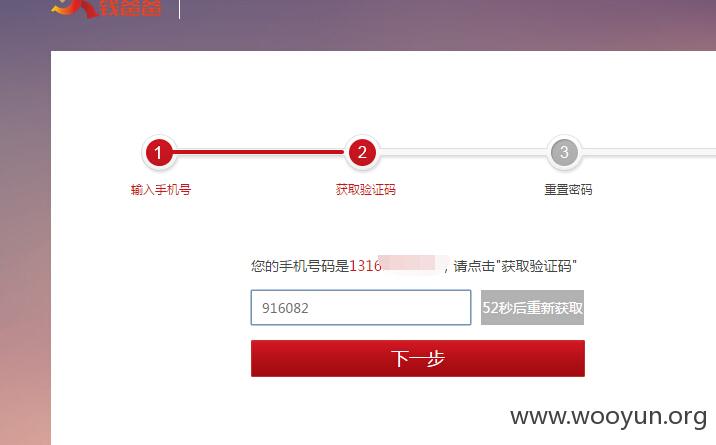 钱爸爸
1 2 3
输入手机号 获取验证码 重置密码
您的手机号码是1316 ，请点击"获取验证码"
916082 52秒后重新获取
下一步
www.wooyun.org